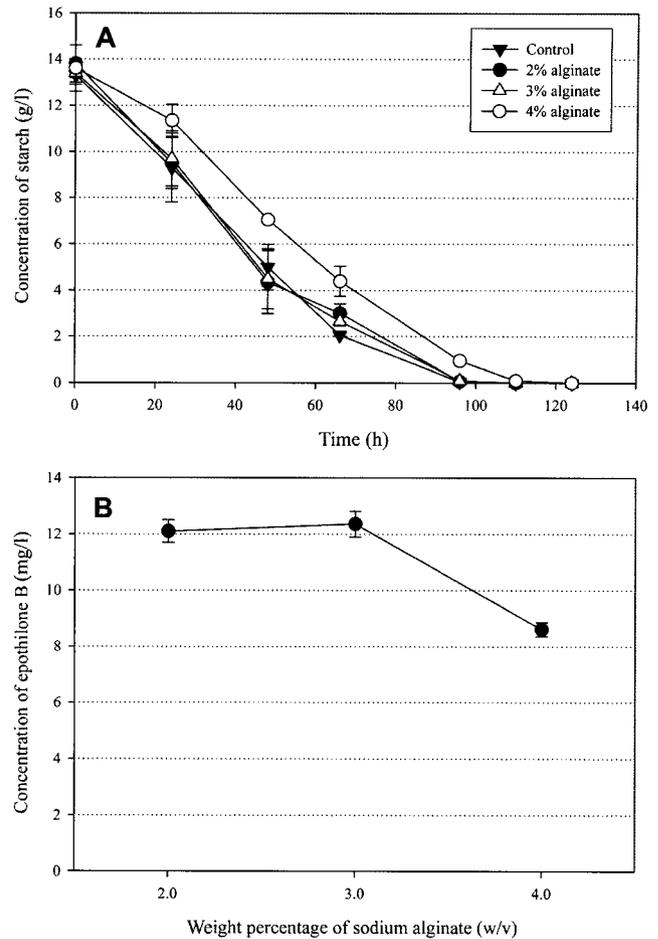 A
Control
2% alginate
3% alginate
4% alginate
Concentration of starch (g/l)
16
14
12
10
8
6
4
2
0
0 20 40 60 80 100 120 140
Time (h)
B
Concentration of epothilone B (mg/l)
14
12
10
8
6
4
2
0
2.0 3.0 4.0
Weight percentage of sodium alginate (w/v)